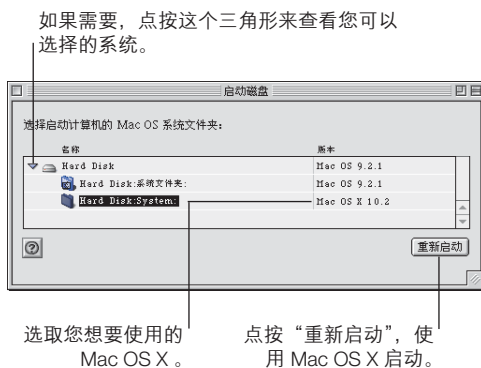 如果需要，点按这个三角形来查看您可以
选择的系统。
启动磁盘
选择启动计算机的 Mac OS 系统文件夹：
名称 版本
Hard Disk Mac OS 9.2.1
Hard Disk:系统文件夹: Mac OS 9.2.1
Hard Disk:System: Mac OS X 10.2
重新启动
选取您想要使用的
Mac OS X 。
点按“重新启动”，使
用 Mac OS X 启动。